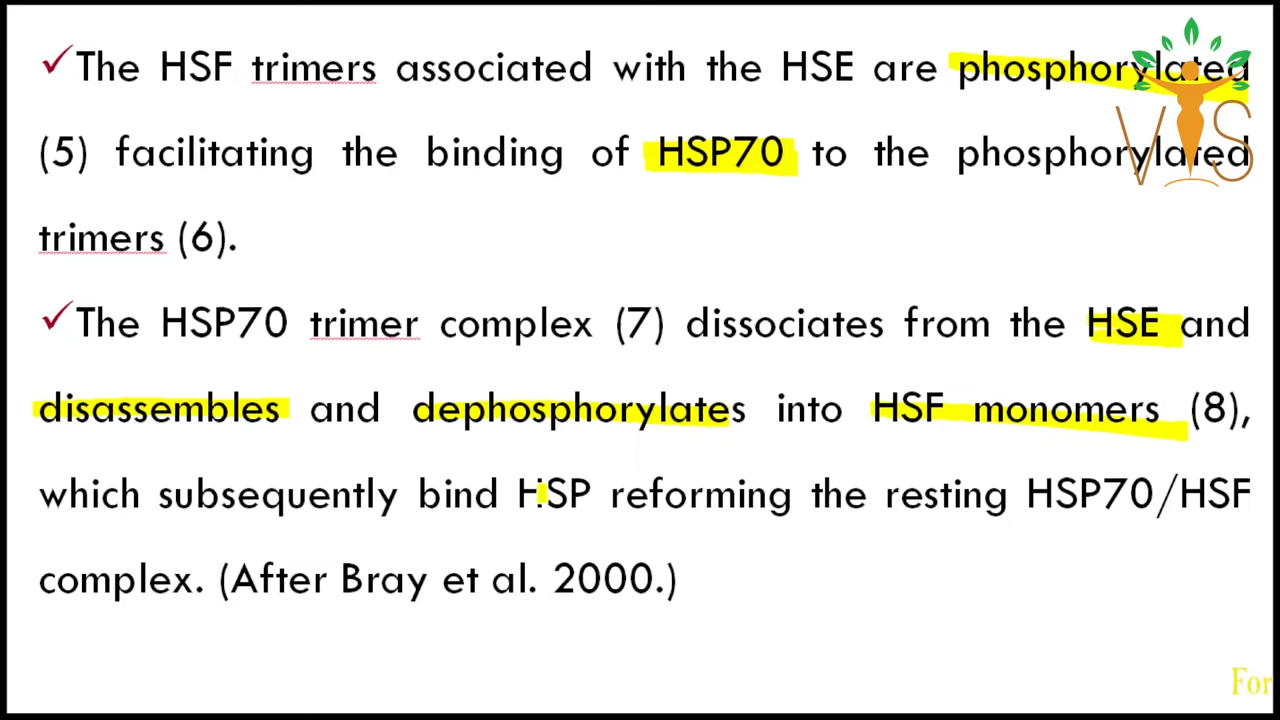 ✓The HSF trimers associated with the HSE are phosphorylated
(5) facilitating the binding of HSP70 to the phosphorylated
trimers (6).
✓The HSP70 trimer complex (7) dissociates from the HSE and
disassembles and dephosphorylates into HSF monomers (8),
which subsequently bind HSP reforming the resting HSP70/HSF
complex. (After Bray et al. 2000.)
VIS
For